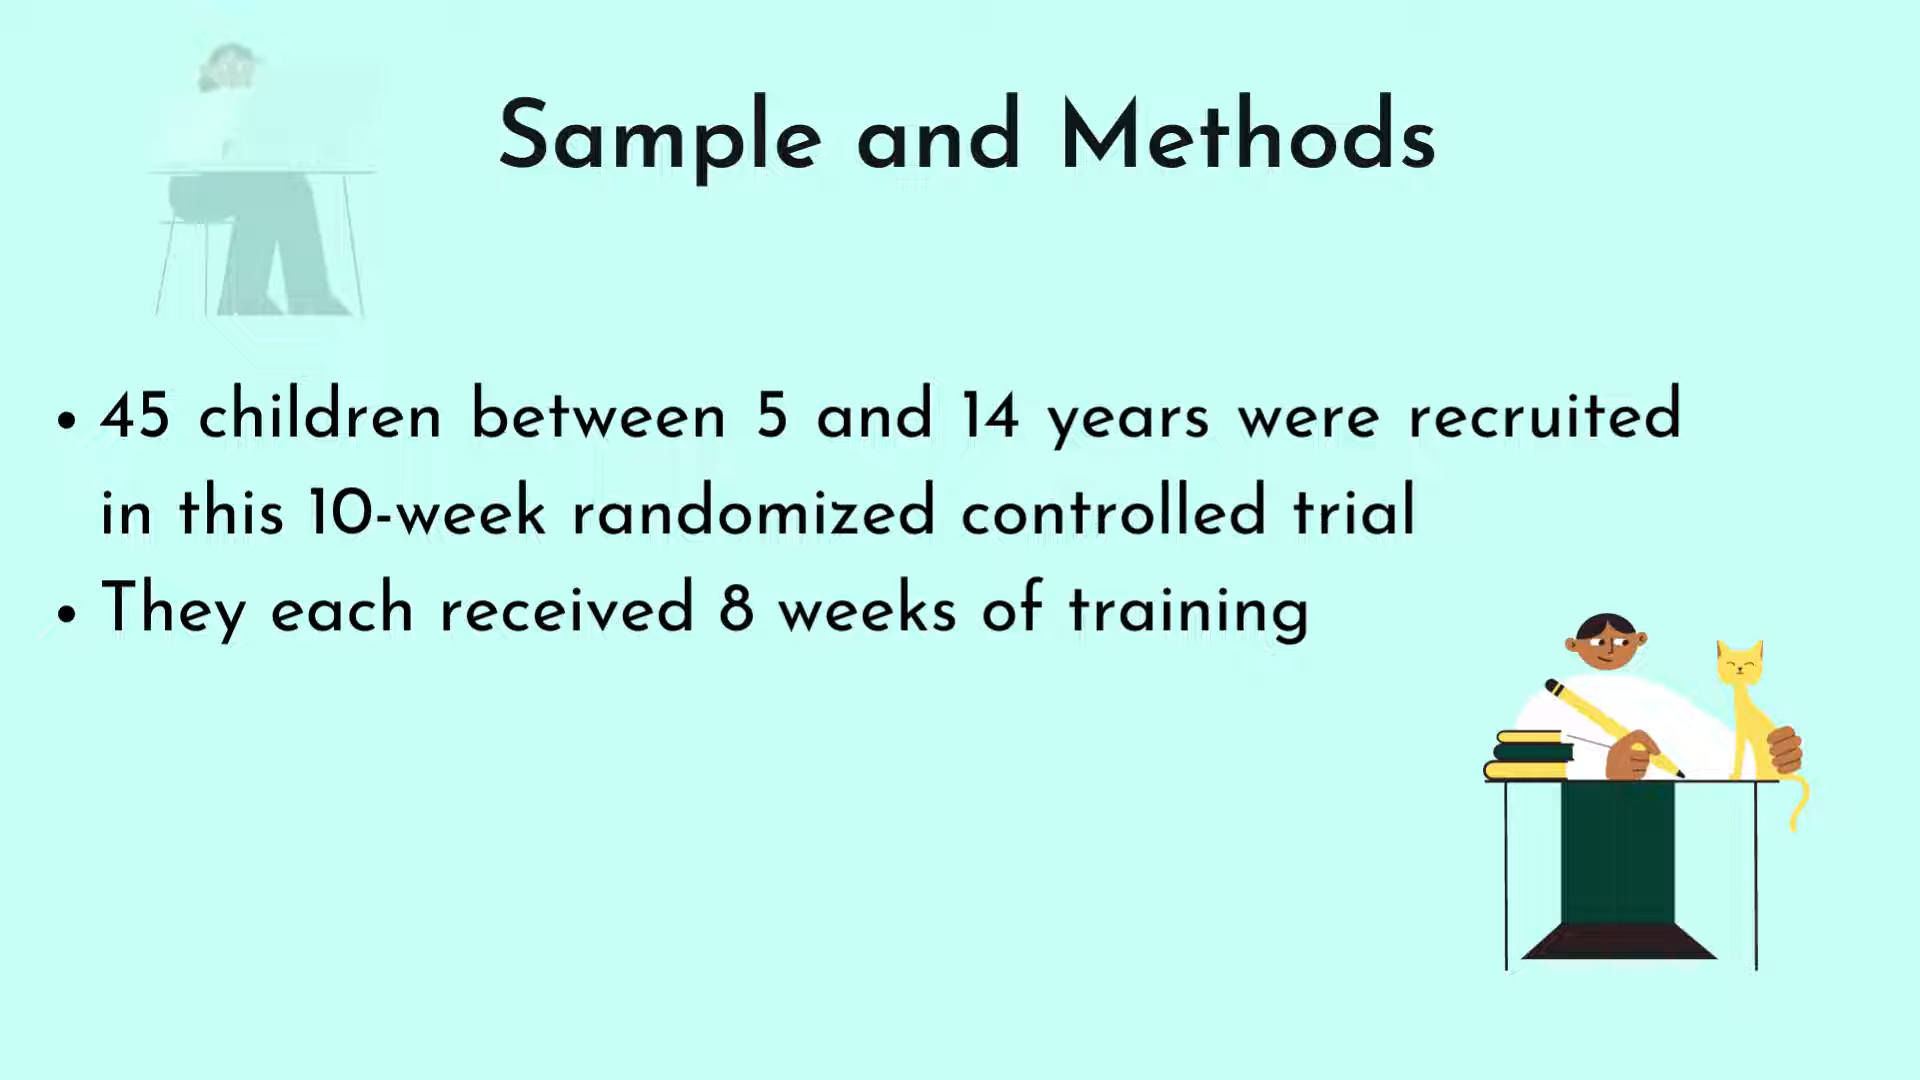 Sample and Methods
• 45 children between 5 and 14 years were recruited
in this 10-week randomized controlled trial
• They each received 8 weeks of training